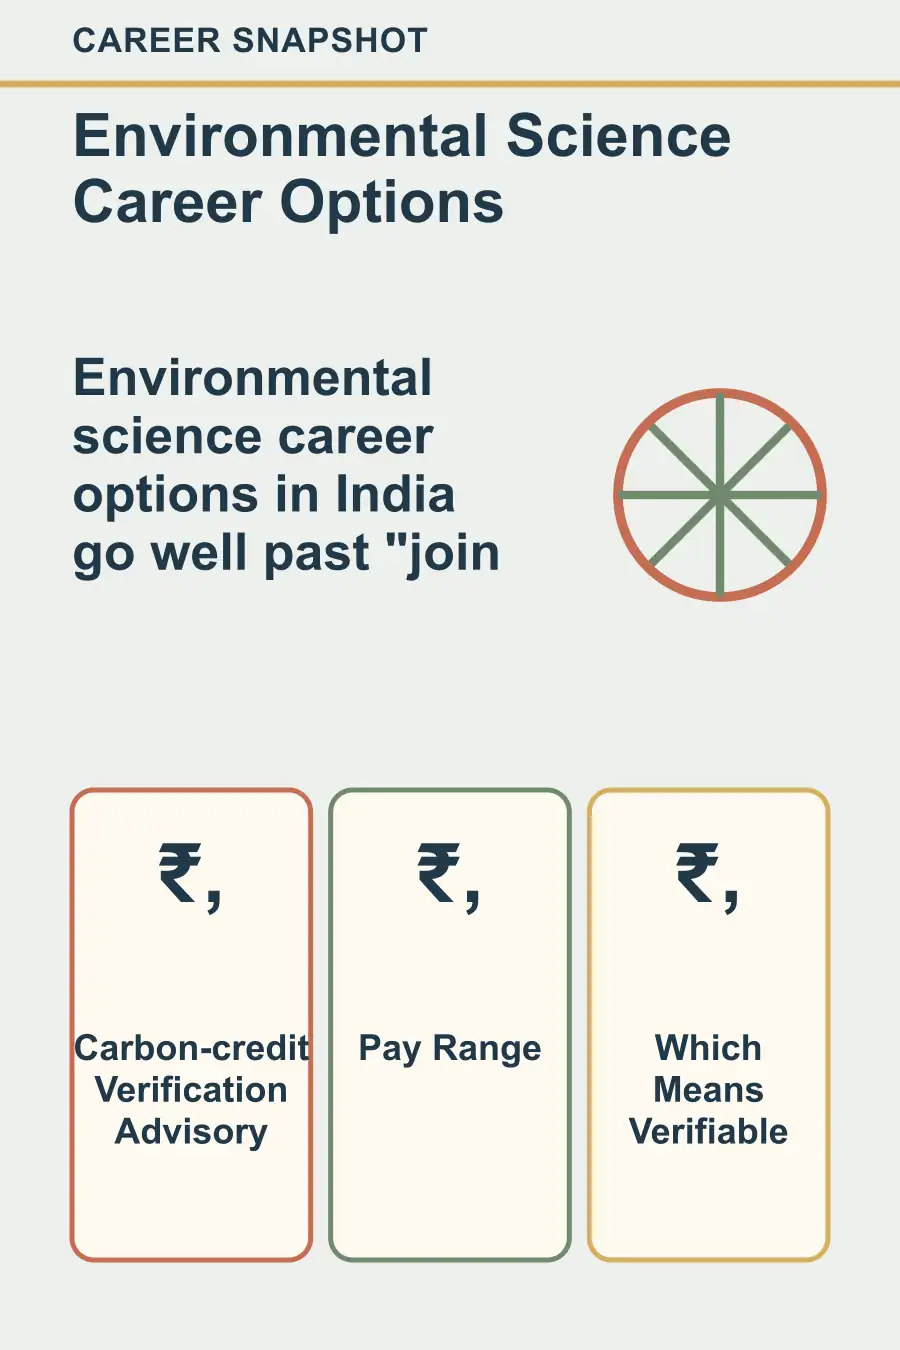 CAREER SNAPSHOT
Environmental Science
Career Options
Environmental
science career
options in India
go well past "join
₹,
Carbon-credit
Verification
Advisory
₹,
Pay Range
₹,
Which
Means
Verifiable